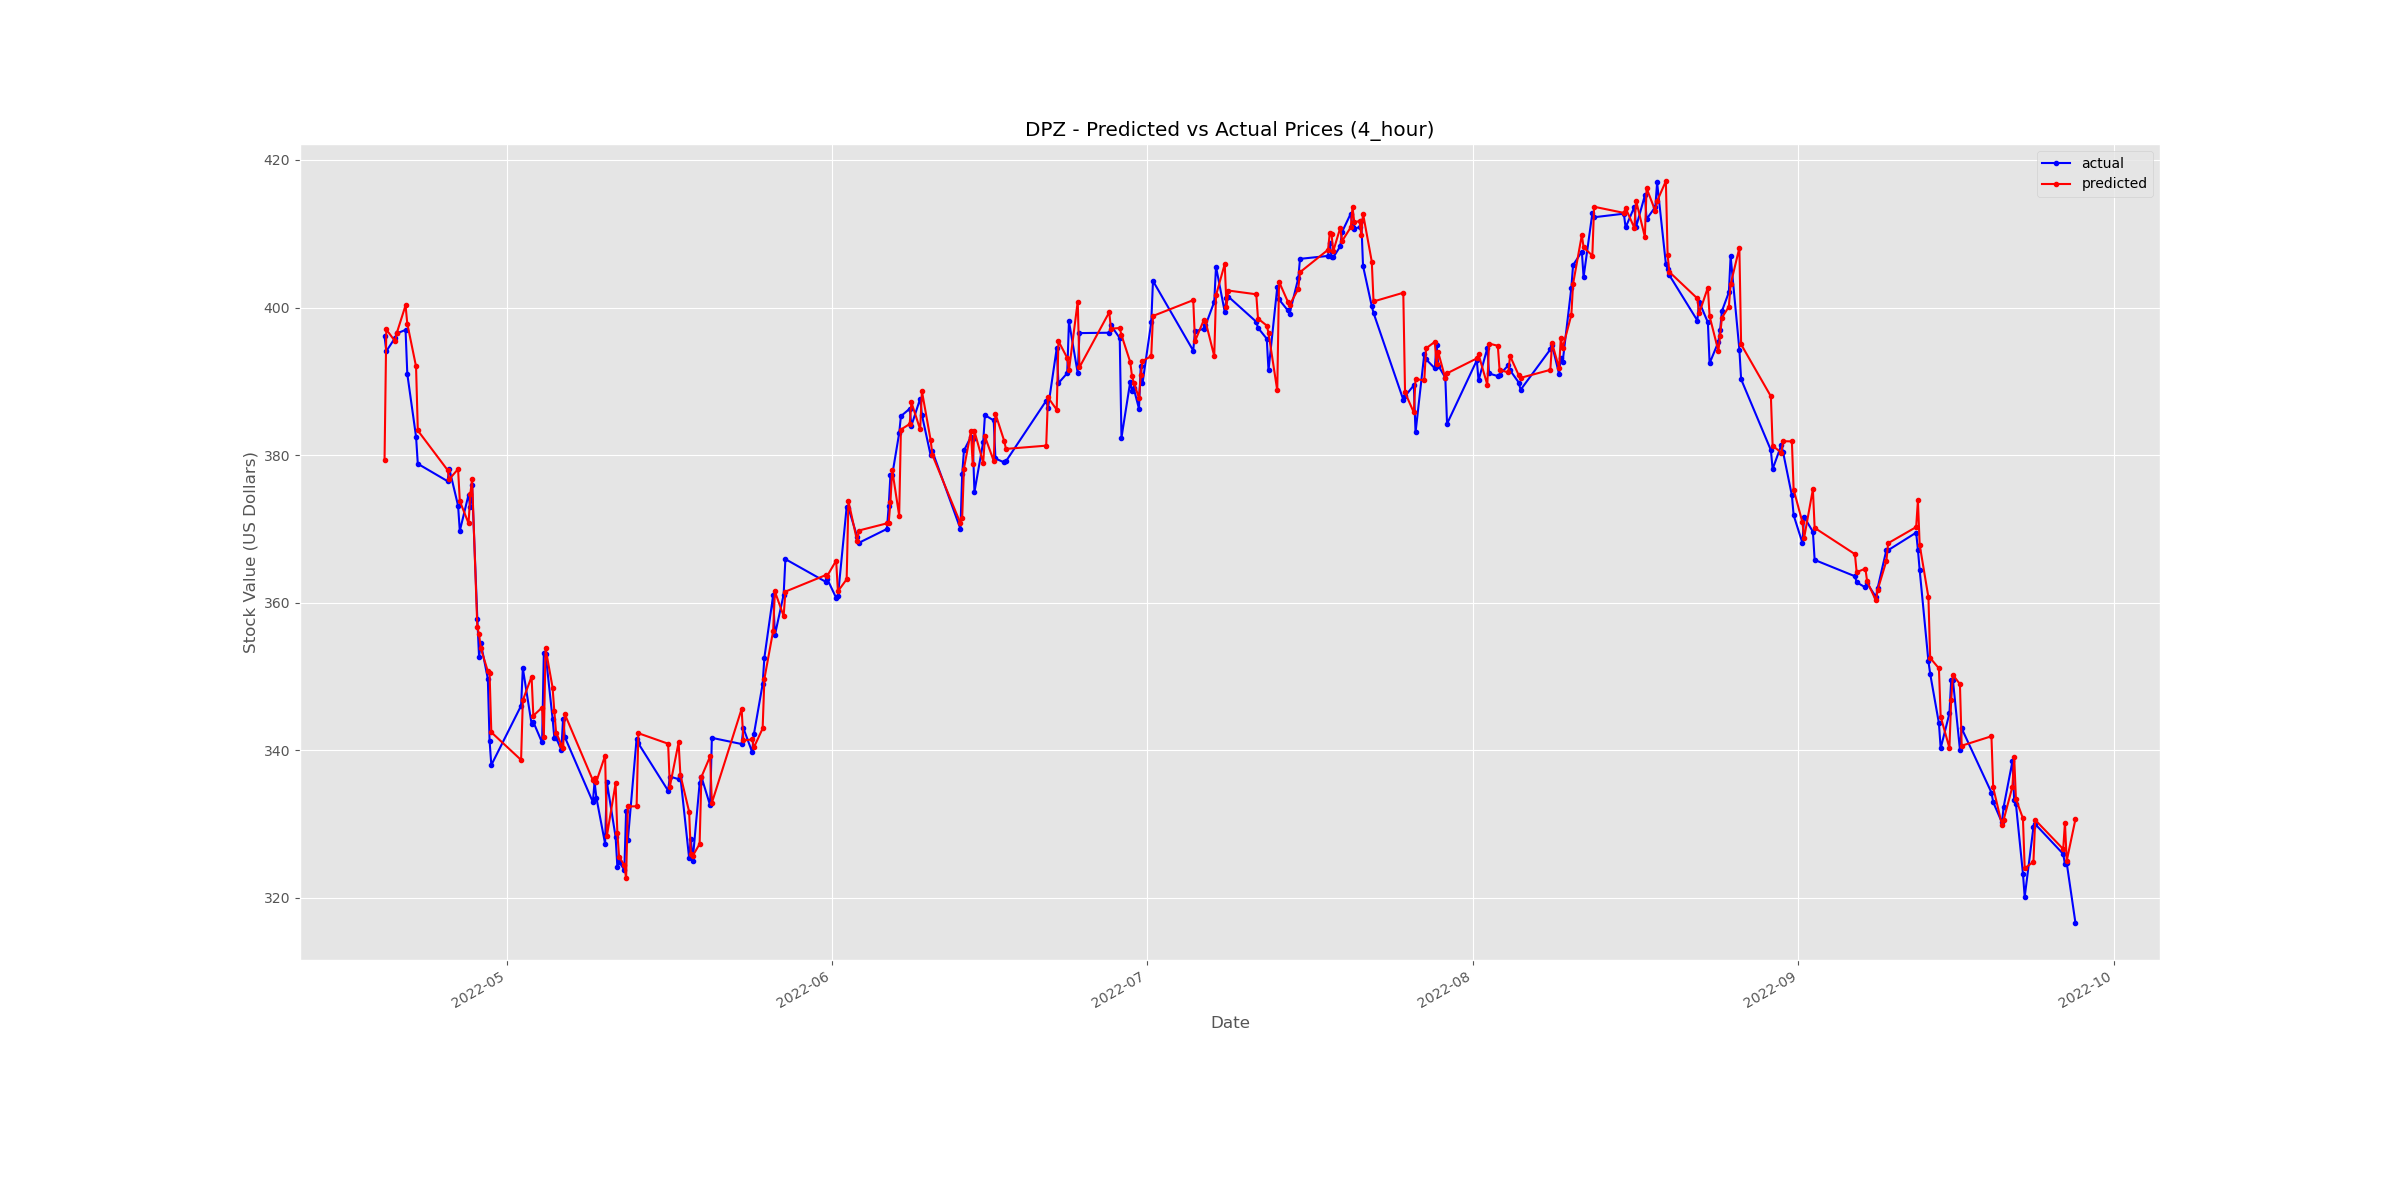 DPZ - Predicted vs Actual Prices (4_hour)
actual
predicted
Stock Value (US Dollars)
420
400
380
360
340
320
2022-05
2022-06
2022-07
2022-08
2022-09
2022-10
Date